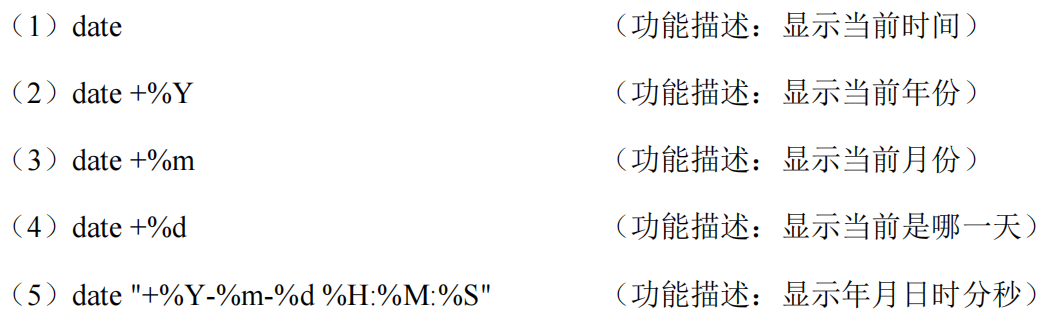 （1）date （功能描述：显示当前时间）
（2）date +%Y （功能描述：显示当前年份）
（3）date +%m （功能描述：显示当前月份）
（4）date +%d （功能描述：显示当前是哪一天）
（5）date "+%Y-%m-%d %H:%M:%S" （功能描述：显示年月日时分秒）